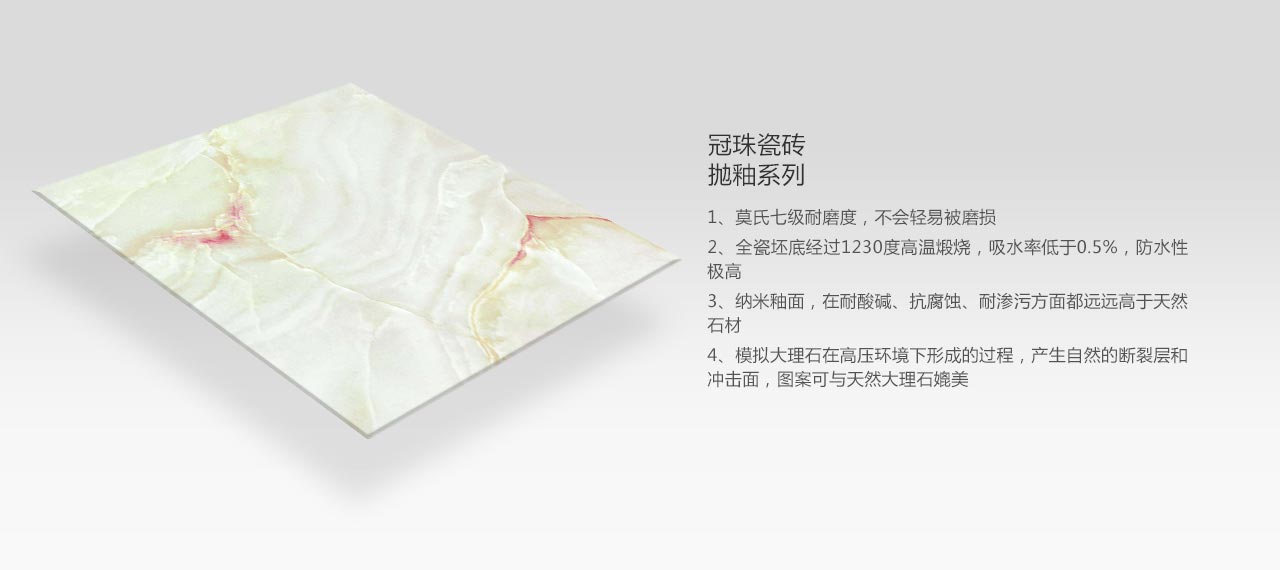 冠珠瓷砖
抛釉系列
1、莫氏七级耐磨度，不会轻易被磨损
2、全瓷坯底经过1230度高温煅烧，吸水率低于0.5%，防水性
极高
3、纳米釉面，在耐酸碱、抗腐蚀、耐渗污方面都远远高于天然
石材
4、模拟大理石在高压环境下形成的过程，产生自然的断裂层和
冲击面，图案可与天然大理石媲美